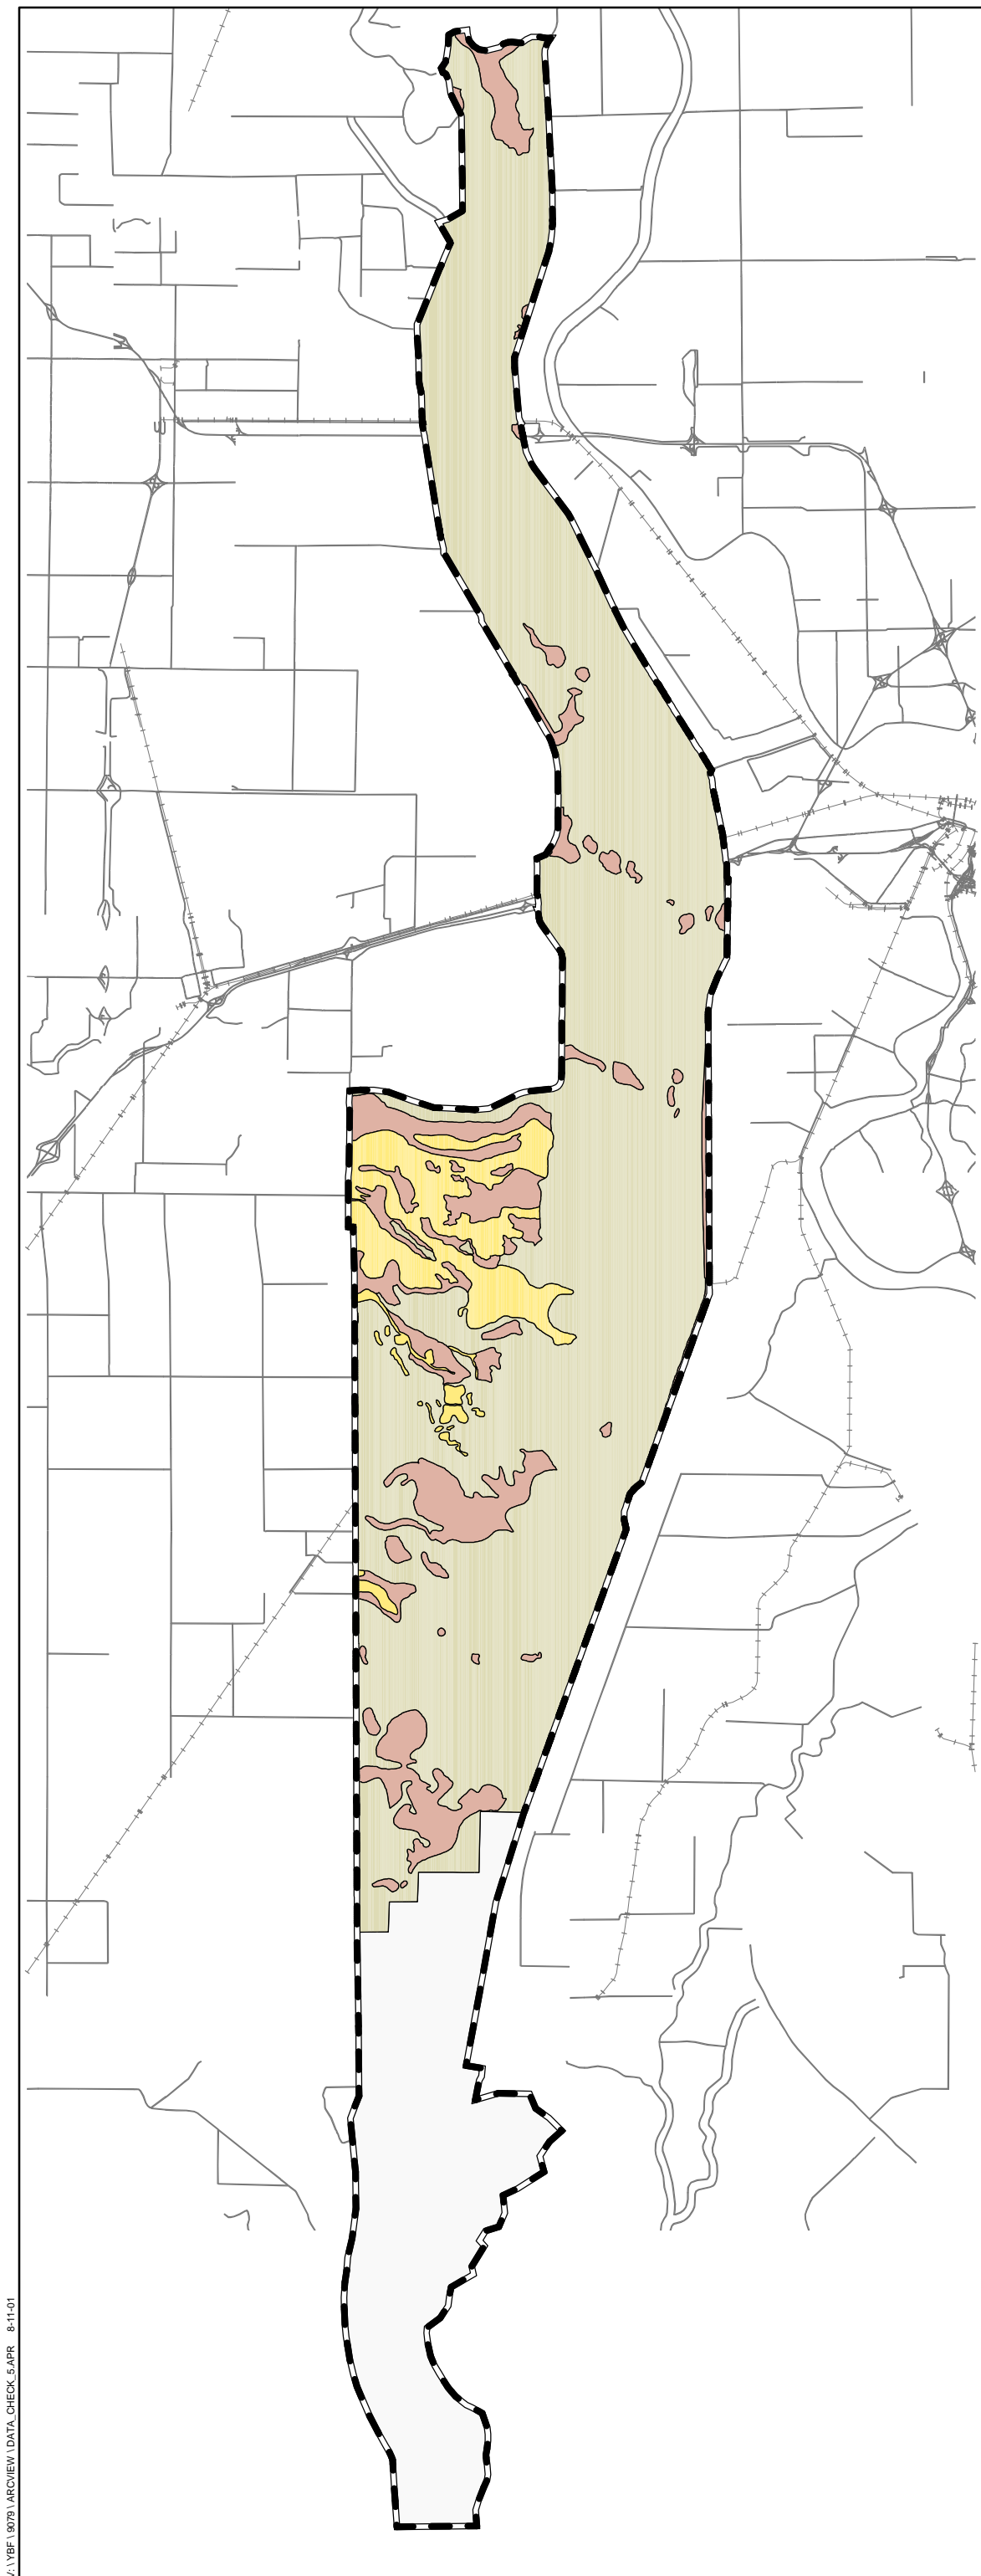 V: \ YBF \ 9079 \ ARCVIEW \ DATA_CHECK_5.APR 8-11-01